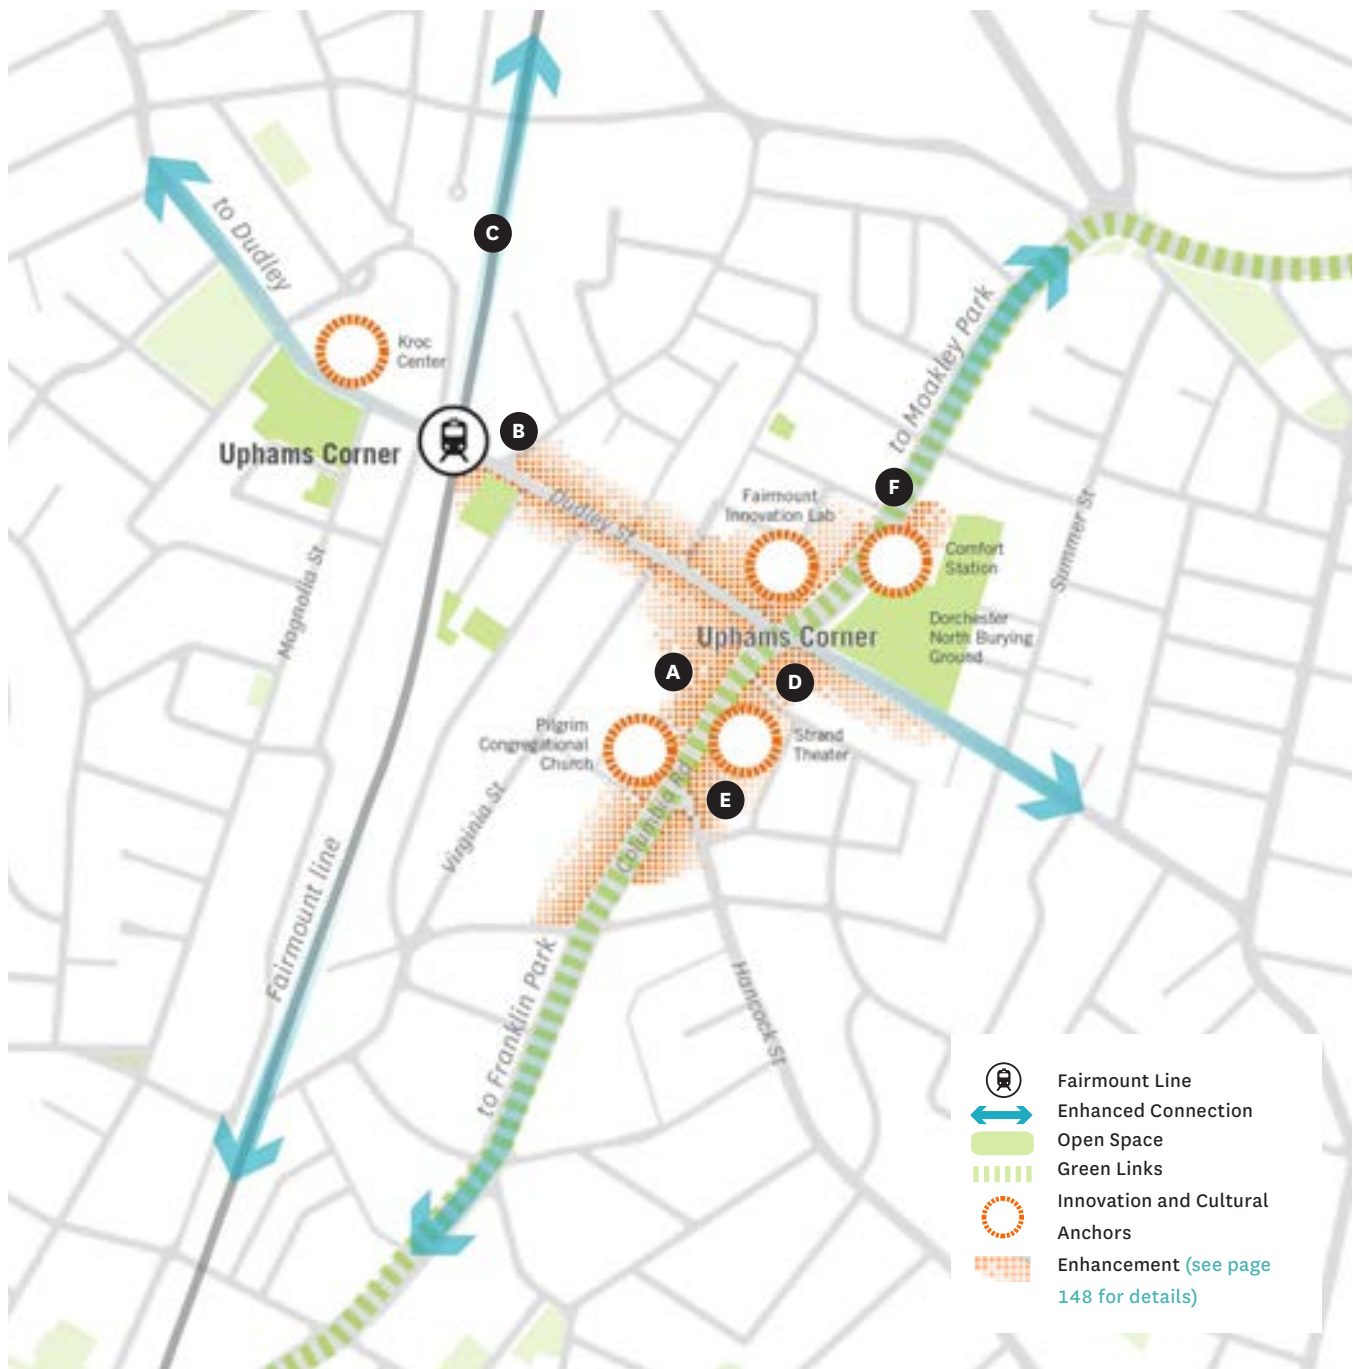 C
to Dudley
Kroc
Center
to Moakley Park
B
Uphams Corner
F
Fairmount
Innovation Lab
Dudley St
Summer St
Comfort
Station
Magnolia St
Dorchester
North Burying
Ground
Uphams Corner
A
D
Pilgrim
Congregational
Church
Strand
Theater
E
Columbia Rd
Virginia St
Fairmount line
to Franklin Park
Hancock St
Fairmount Line
Enhanced Connection
Open Space
Green Links
Innovation and Cultural
Anchors
Enhancement (see page
148 for details)